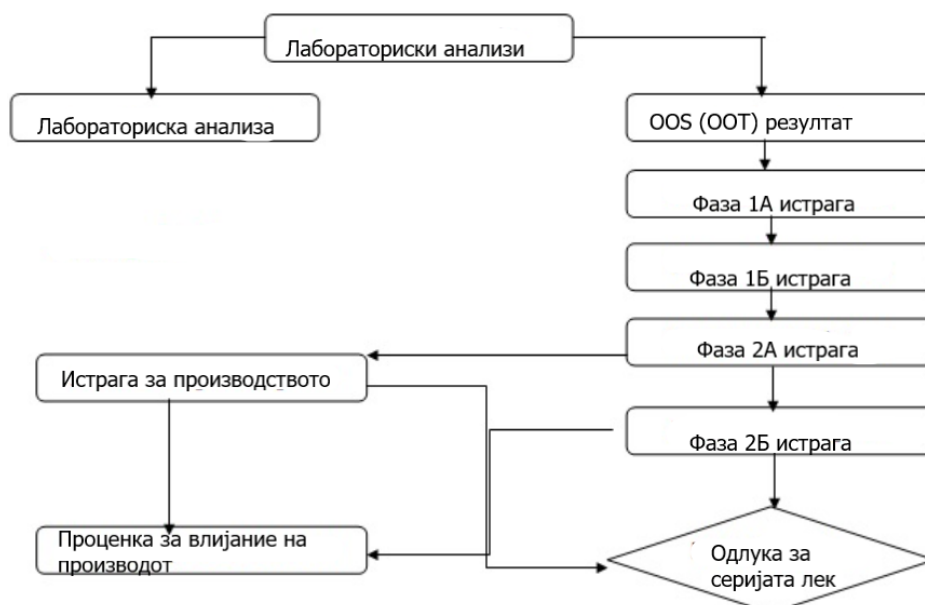 Лабораториски анализи
Лабораториска анализа
OOS (OOT) резултат
Фаза 1А истрага
Фаза 1Б истрага
Фаза 2А истрага
Истрага за производството
Фаза 2Б истрага
Проценка за влијание на
производот
Одлука за
серијата лек